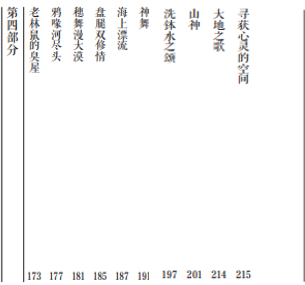 第四部分
老林鼠的臭屋 173
鸦喙河尽头 177
穗舞漫大漠 181
盘腿双修情 185
海上漂流 187
神舞 191
洗钵水之颂 197
山神 201
大地之歌 214
寻获心灵的空间 215